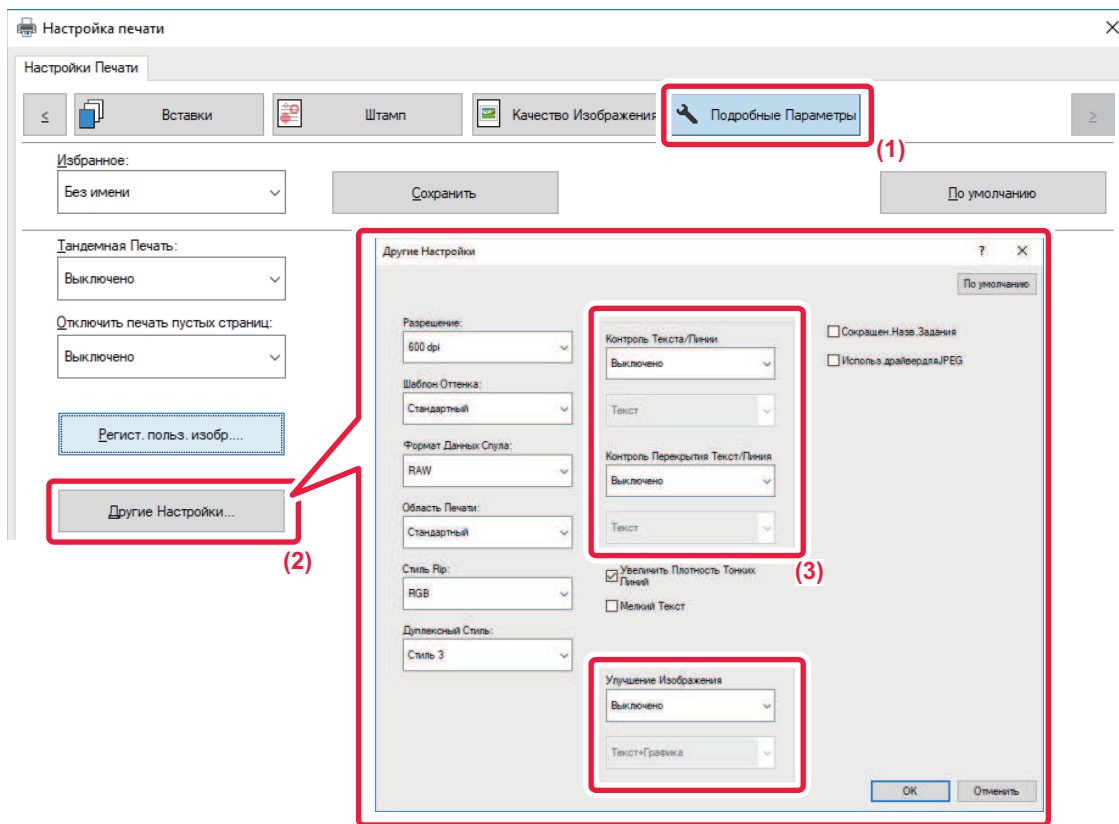 Настройка печати
Настройки Печати
≤ Вставки Штамп Качество Изображения Подробные Параметры ≥
(1)
Избранное:
Без имени Сохранить По умолчанию
Тандемная Печать:
Выключено
Отключить печать пустых страниц:
Выключено
Регист. польз. изобр....
Другие Настройки...
(2)
Другие Настройки ?
По умолчанию
Разрешение:
600 dpi
Шаблон Оттенка:
Стандартный
Формат Данных Спула:
RAW
Область Печати:
Стандартный
Стиль Rip:
RGB
Дуплексный Стиль:
Стиль 3
Контроль Текста/Линии
Выключено
Текст
Контроль Перекрытия Текст/Линия
Выключено
Текст
(3)
Увеличить Плотность Тонких
Линий
Мелкий Текст
Улучшение Изображения
Выключено
Текст+Графика
Сокращен.Назв.Задания
Использ.драйвердляJPEG
OK Отменить